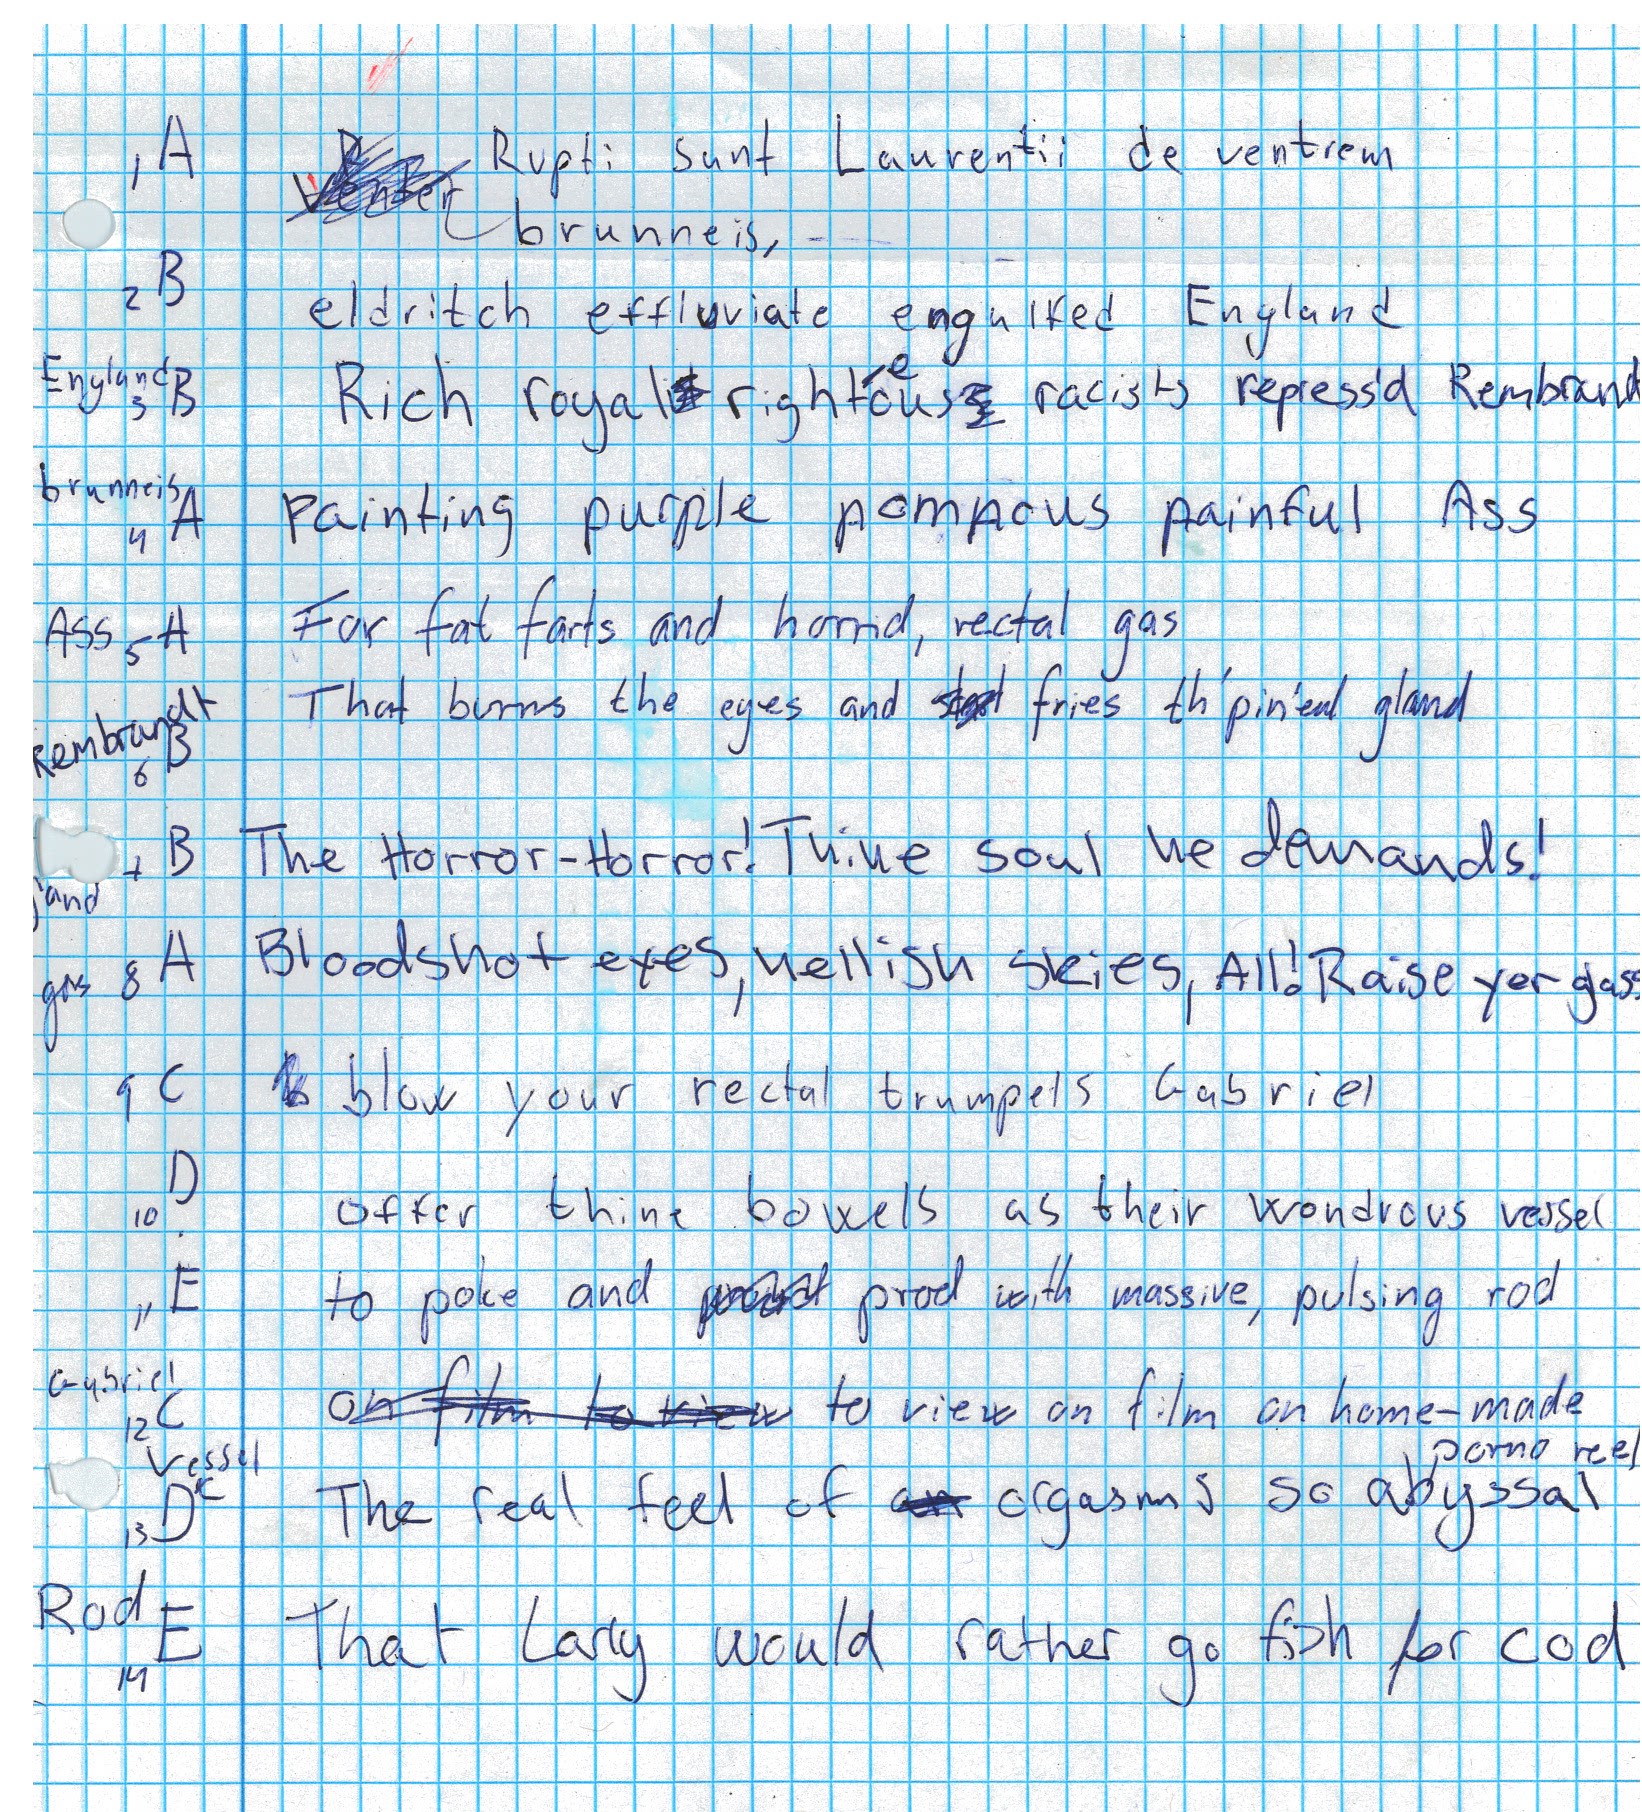 1 A Rupti sunt Laurentii de ventrem
brunneis,
2 B eldritch effluviate engulfed England
England 3 B Rich royal righteous racists repress'd Rembrand
brunneis 4 A Painting purple pompous painful Ass
Ass 5 A For fat farts and horrid, rectal gas
Rembrandt 6 B That burns the eyes and fries th'pin'eal gland
B The Horror-Horror! Thine soul he demands!
gas 8 A Bloodshot eyes, hellish skies, All! Raise yer gass
9 C blow your rectal trumpets Gabriel
10 D offer thine bowels as their wondrous vessel
11 E to poke and prod with massive, pulsing rod
Gabriel 12 C on film to view to view on film on home-made
porno reel
Vessel 13 D The real feel of orgasms so abyssal
Rod 14 E That Larry would rather go fish for cod